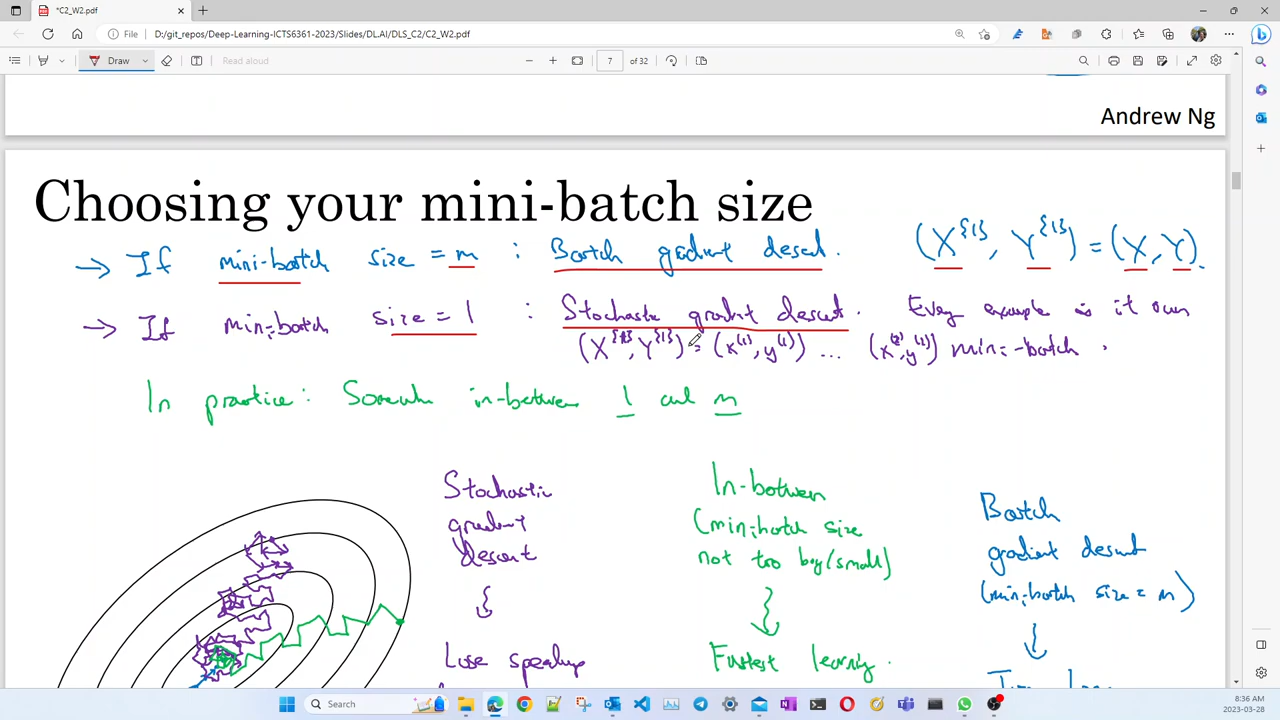 *C2_W2.pdf
File D:/git_repos/Deep-Learning-ICTS6361-2023/Slides/DL.AI/DLS_C2/C2_W2.pdf
Draw Read aloud 7 of 32
Andrew Ng
Choosing your mini-batch size
→ If mini-batch size = m : Batch gradient descent. (X^{1}, Y^{1}) = (X, Y).
→ If mini-batch size = 1 : Stochastic gradient descent. Every example is it own
(X^{1}, Y^{1}) = (x^(1), y^(1)) ... (x^(2), y^(2)) mini-batch.
In practice: Somewhere in-between 1 and m
Stochastic
gradient
descent
In-between
(mini-batch size
not too big/small)
Batch
gradient descent
(mini-batch size = m)
Lose speedup
Fastest learning.
Search
8:36 AM
2023-03-28